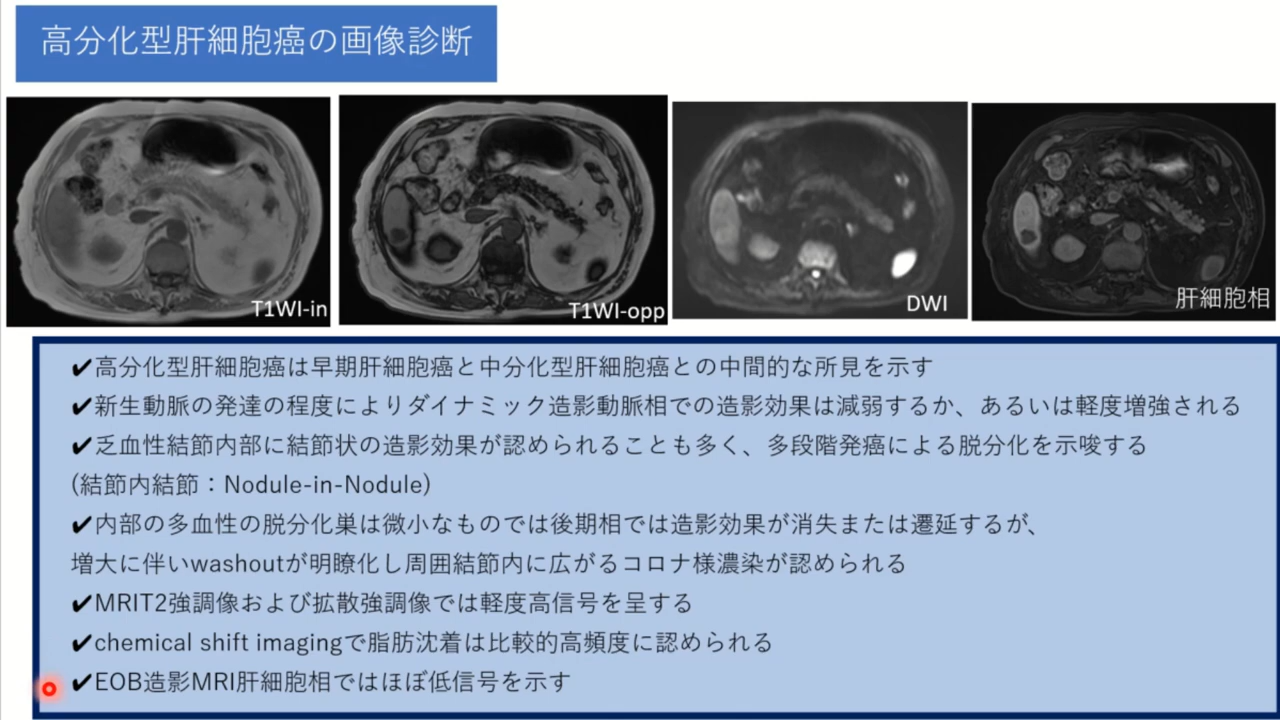 高分化型肝細胞癌の画像診断
T1WI-in
T1WI-opp
DWI
肝細胞相
✔高分化型肝細胞癌は早期肝細胞癌と中分化型肝細胞癌との中間的な所見を示す
✔新生動脈の発達の程度によりダイナミック造影動脈相での造影効果は減弱するか、あるいは軽度増強される
✔乏血性結節内部に結節状の造影効果が認められることも多く、多段階発癌による脱分化を示唆する
(結節内結節：Nodule-in-Nodule)
✔内部の多血性の脱分化巣は微小なものでは後期相では造影効果が消失または遷延するが、
増大に伴いwashoutが明瞭化し周囲結節内に広がるコロナ様濃染が認められる
✔MRIT2強調像および拡散強調像では軽度高信号を呈する
✔chemical shift imagingで脂肪沈着は比較的高頻度に認められる
✔EOB造影MRI肝細胞相ではほぼ低信号を示す